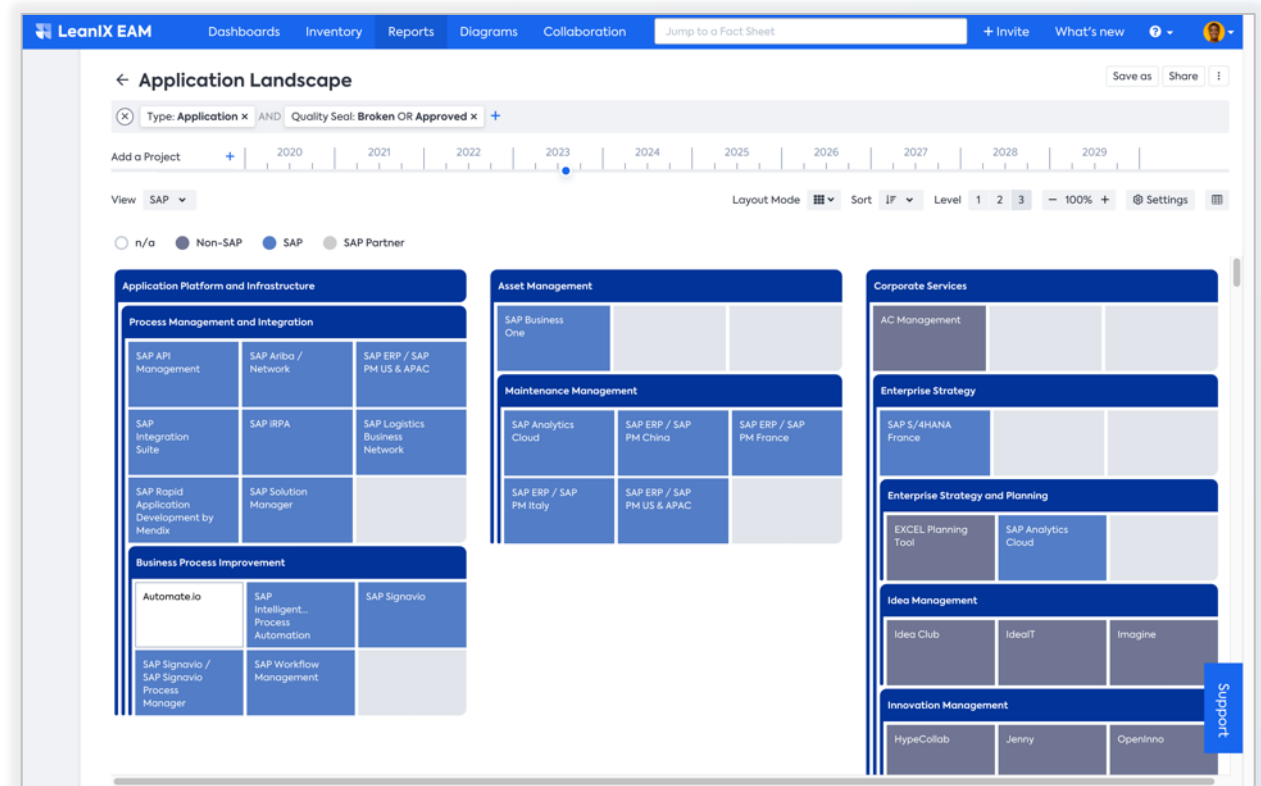 LeanIX EAM
Dashboards
Inventory
Reports
Diagrams
Collaboration
Jump to a Fact Sheet
+ Invite
What's new
?
← Application Landscape
Save as
Share
Type: Application × AND Quality Seal: Broken OR Approved × +
Add a Project +
2020
2021
2022
2023
2024
2025
2026
2027
2028
2029
View SAP
Layout Mode
Sort
Level 1 2 3
− 100% +
Settings
n/a
Non-SAP
SAP
SAP Partner
Application Platform and Infrastructure
Process Management and Integration
SAP API
Management
SAP Ariba /
Network
SAP ERP / SAP
PM US & APAC
SAP
Integration
Suite
SAP iRPA
SAP Logistics
Business
Network
SAP Rapid
Application
Development by
Mendix
SAP Solution
Manager
Business Process Improvement
Automate.io
SAP
Intelligent...
Process
Automation
SAP Signavio
SAP Signavio /
SAP Signavio
Process
Manager
SAP Workflow
Management
Asset Management
SAP Business
One
Maintenance Management
SAP Analytics
Cloud
SAP ERP / SAP
PM China
SAP ERP / SAP
PM France
SAP ERP / SAP
PM Italy
SAP ERP / SAP
PM US & APAC
Corporate Services
AC Management
Enterprise Strategy
SAP S/4HANA
France
Enterprise Strategy and Planning
EXCEL Planning
Tool
SAP Analytics
Cloud
Idea Management
Idea Club
IdeaIT
Imagine
Innovation Management
HypeCollab
Jenny
OpenInno
Support